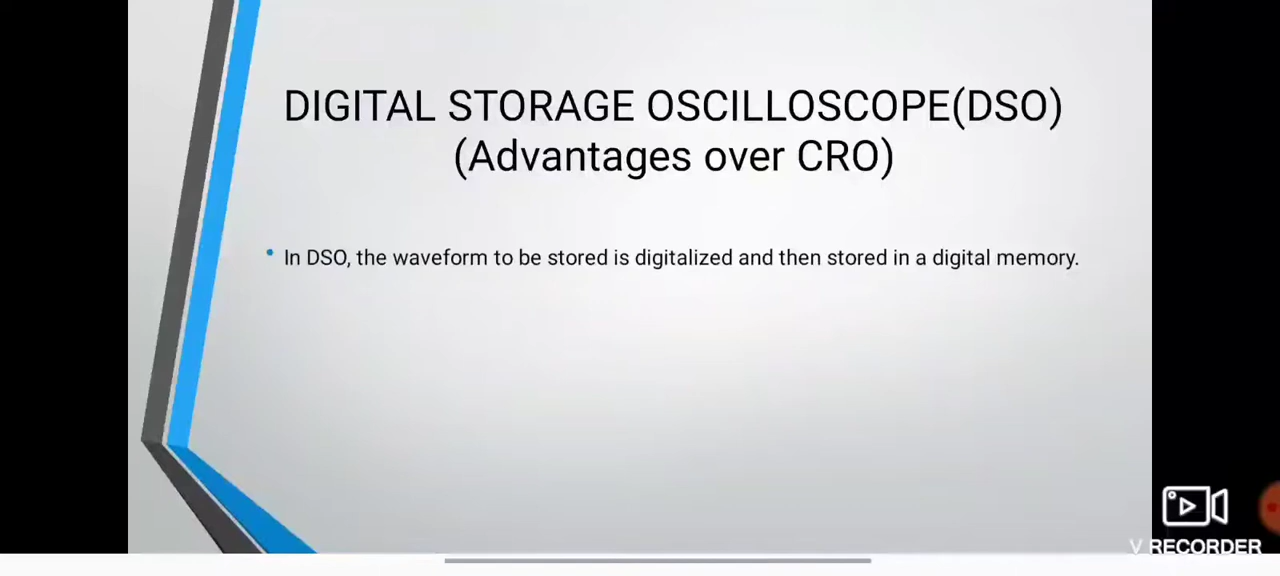 DIGITAL STORAGE OSCILLOSCOPE(DSO)
(Advantages over CRO)
• In DSO, the waveform to be stored is digitalized and then stored in a digital memory.
V RECORDER